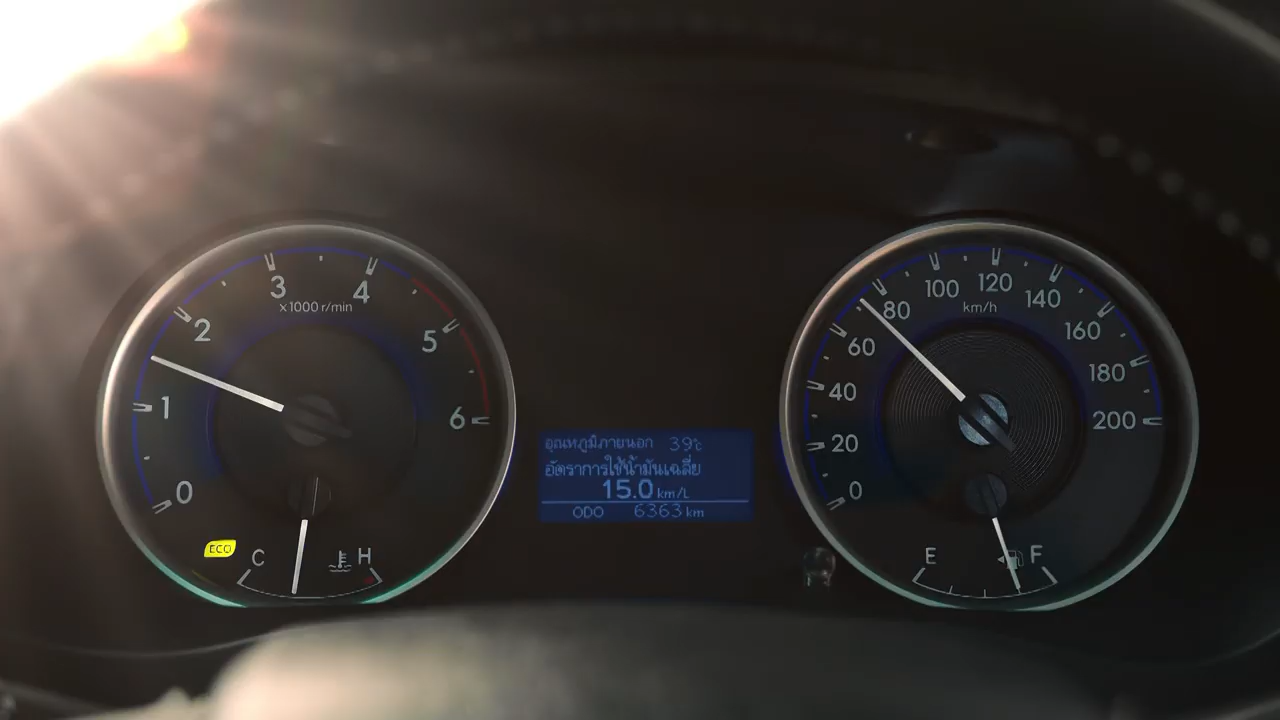 0
1
2
3
4
5
6
x1000 r/min
ECO
C
H
อุณหภูมิภายนอก 39℃
อัตราการใช้น้ำมันเฉลี่ย
15.0 km/L
ODO 6363 km
0
20
40
60
80
100
120
140
160
180
200
km/h
E
F